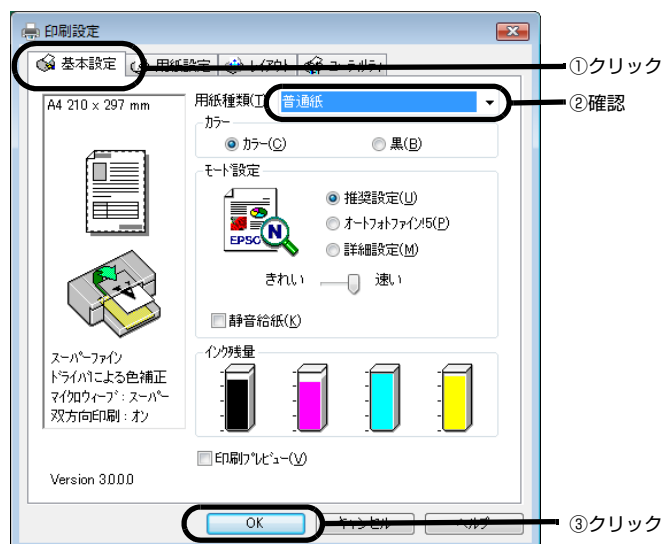 印刷設定
基本設定 用紙設定 レイアウト ユーティリティ
①クリック
A4 210 x 297 mm
用紙種類(T) 普通紙
②確認
カラー
カラー(C) 黒(B)
モード設定
推奨設定(U)
オートフォトファイン!5(P)
詳細設定(M)
EPSO
N
きれい 速い
静音給紙(K)
スーパーファイン
ドライバによる色補正
マイクロウィーブ: スーパー
双方向印刷: オン
インク残量
印刷プレビュー(V)
Version 3.0.0.0
OK キャンセル ヘルプ
③クリック